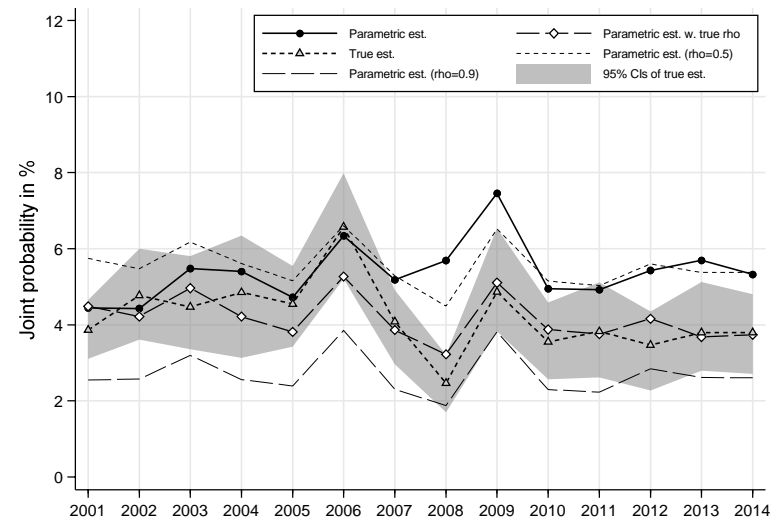 Parametric est.
Parametric est. w. true rho
True est.
Parametric est. (rho=0.5)
Parametric est. (rho=0.9)
95% CIs of true est.
Joint probability in %
12
10
8
6
4
2
0
2001 2002 2003 2004 2005 2006 2007 2008 2009 2010 2011 2012 2013 2014